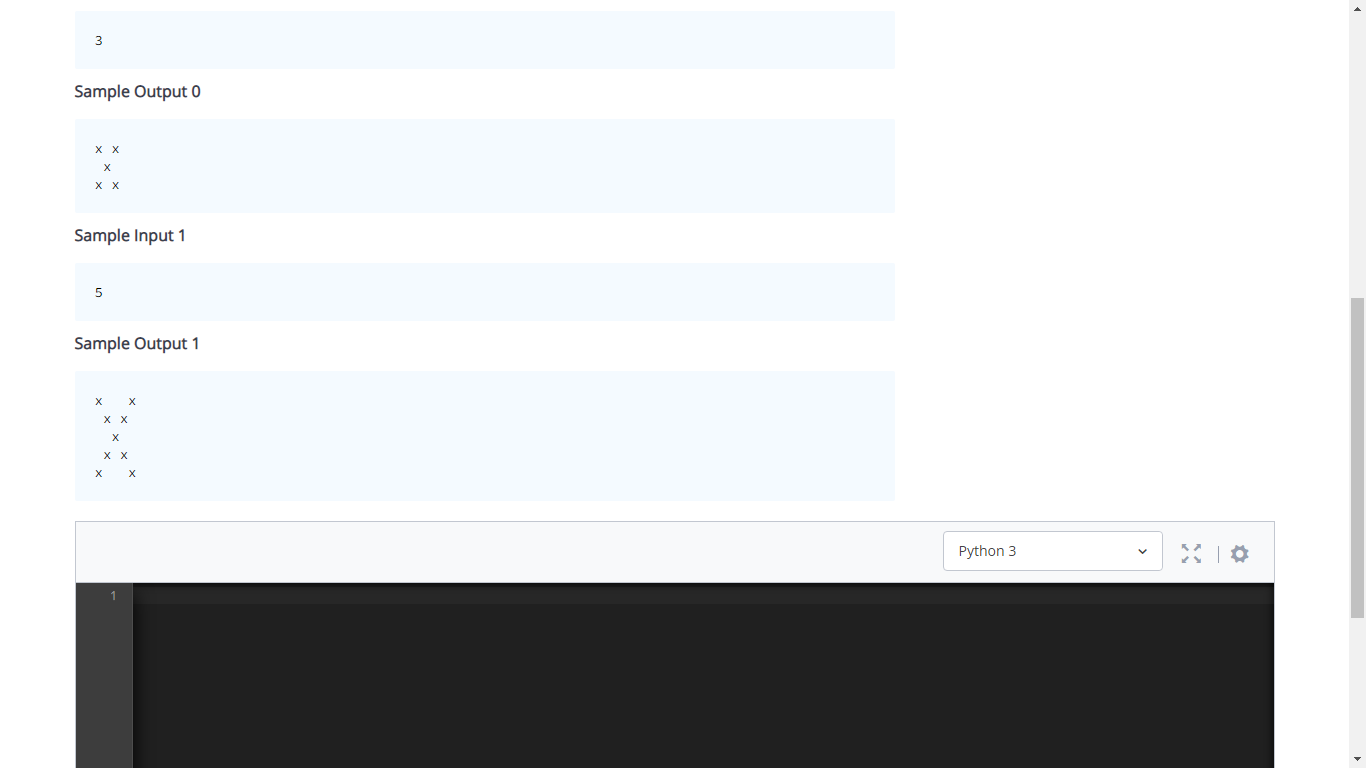 3
Sample Output 0
x x
 x
x x
Sample Input 1
5
Sample Output 1
x   x
 x x
  x
 x x
x   x
Python 3
1